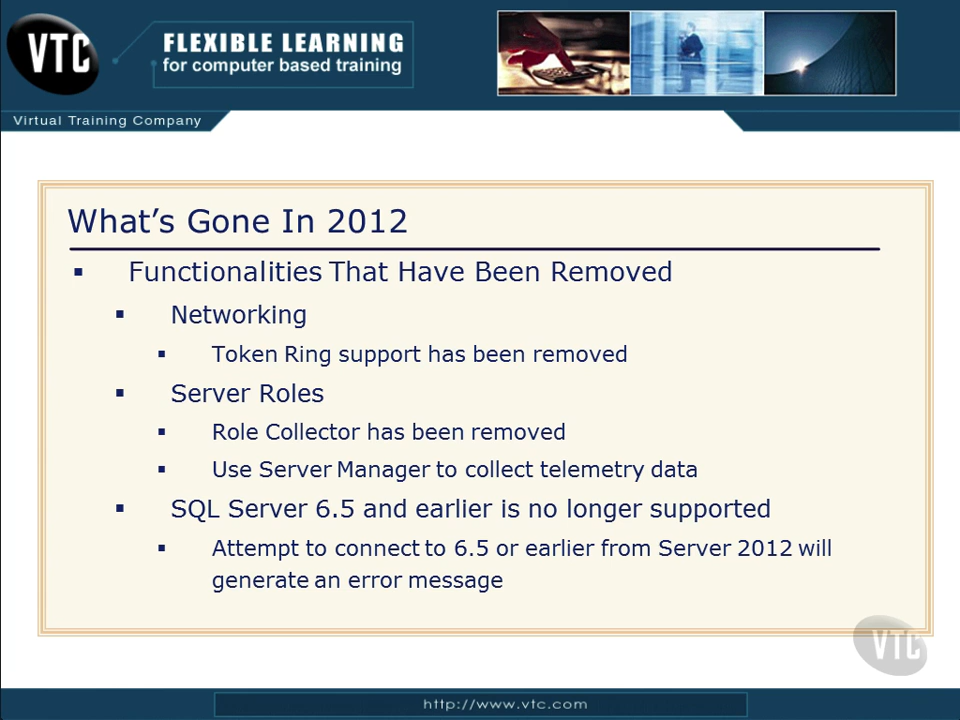 VTC
FLEXIBLE LEARNING
for computer based training
Virtual Training Company
What’s Gone In 2012
▪ Functionalities That Have Been Removed
▪ Networking
▪ Token Ring support has been removed
▪ Server Roles
▪ Role Collector has been removed
▪ Use Server Manager to collect telemetry data
▪ SQL Server 6.5 and earlier is no longer supported
▪ Attempt to connect to 6.5 or earlier from Server 2012 will
generate an error message
VTC
http://www.vtc.com